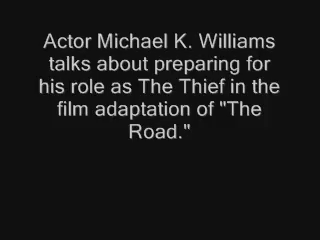 Actor Michael K. Williams
talks about preparing for
his role as The Thief in the
film adaptation of "The
Road."